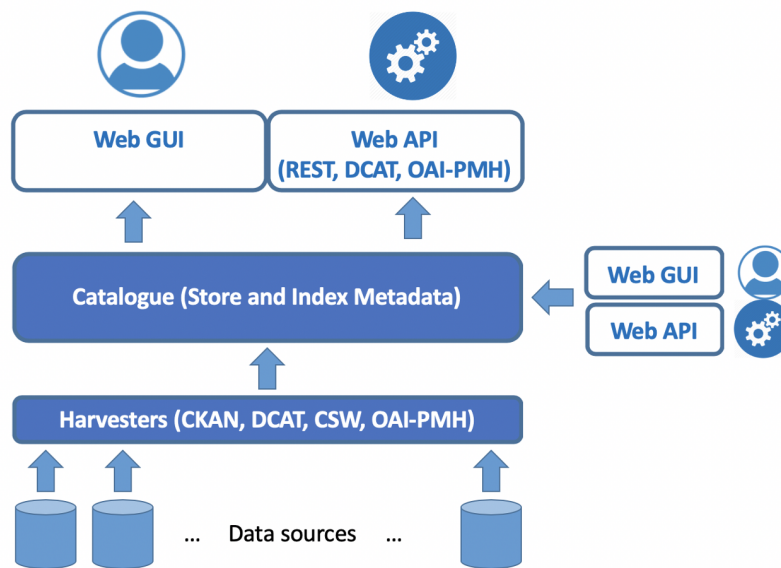 Web GUI
Web API
(REST, DCAT, OAI-PMH)
Catalogue (Store and Index Metadata)
Web GUI
Web API
Harvesters (CKAN, DCAT, CSW, OAI-PMH)
... Data sources ...